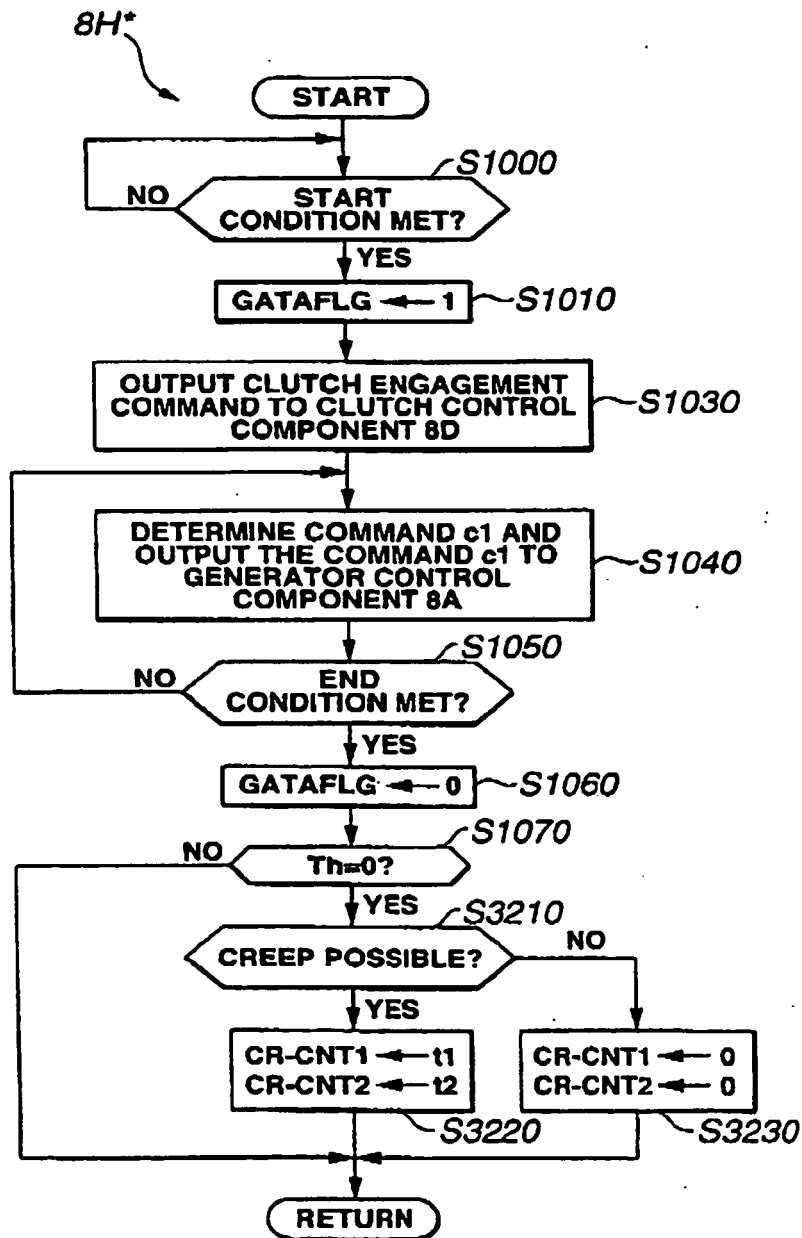 8H*
START
S1000
NO
START
CONDITION MET?
YES
GATAFLG ← 1
S1010
OUTPUT CLUTCH ENGAGEMENT
COMMAND TO CLUTCH CONTROL
COMPONENT 8D
S1030
DETERMINE COMMAND c1 AND
OUTPUT THE COMMAND c1 TO
GENERATOR CONTROL
COMPONENT 8A
S1040
S1050
NO
END
CONDITION MET?
YES
GATAFLG ← 0
S1060
S1070
NO
Th=0?
YES
S3210
NO
CREEP POSSIBLE?
YES
CR-CNT1 ← t1
CR-CNT2 ← t2
S3220
CR-CNT1 ← 0
CR-CNT2 ← 0
S3230
RETURN